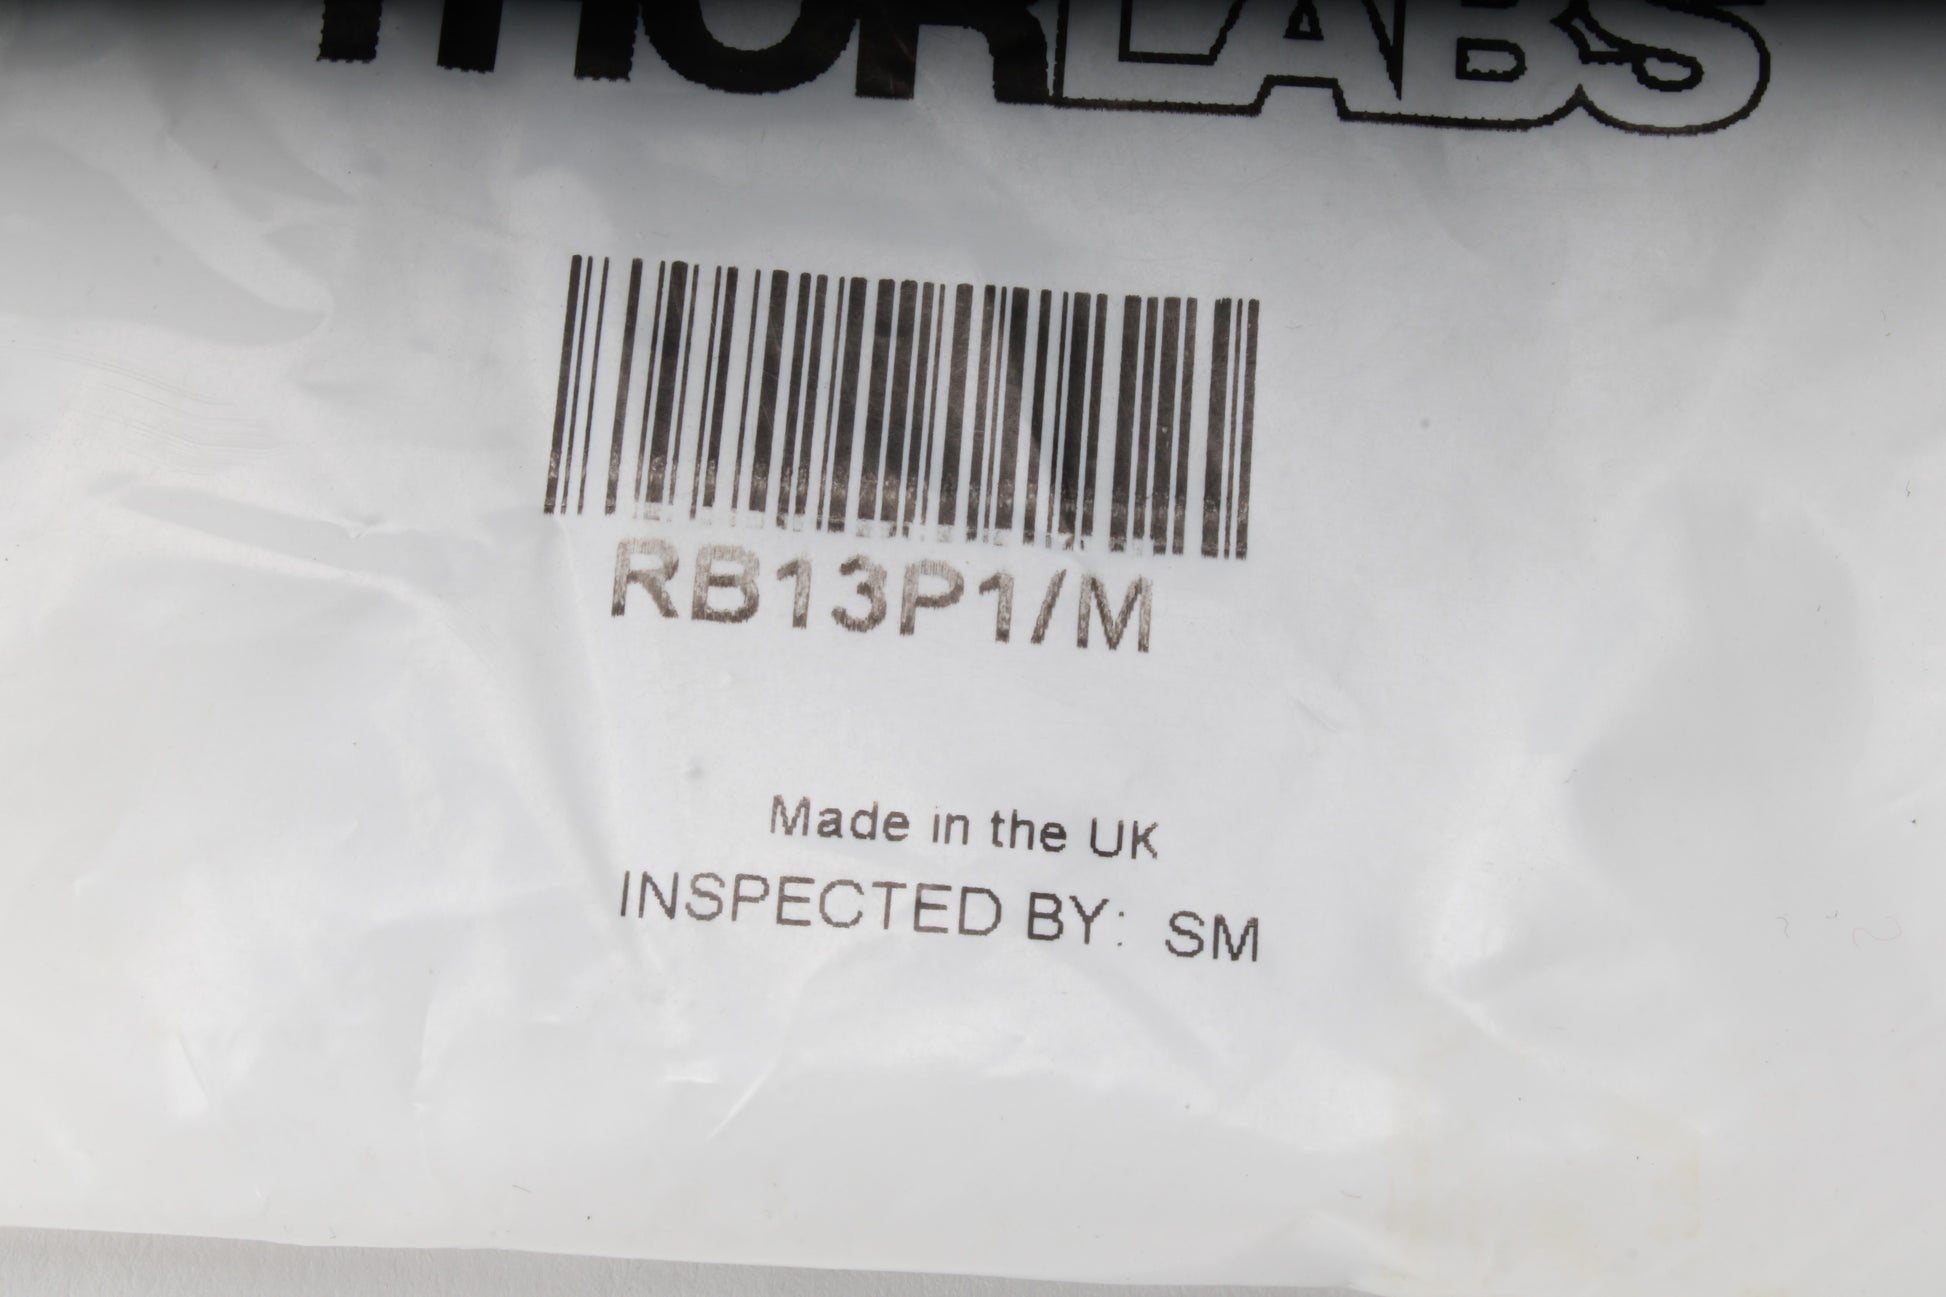 THORLABS
RB13P1/M
Made in the UK
INSPECTED BY: SM